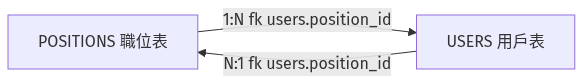 POSITIONS 職位表
1:N fk users.position_id
USERS 用戶表
N:1 fk users.position_id